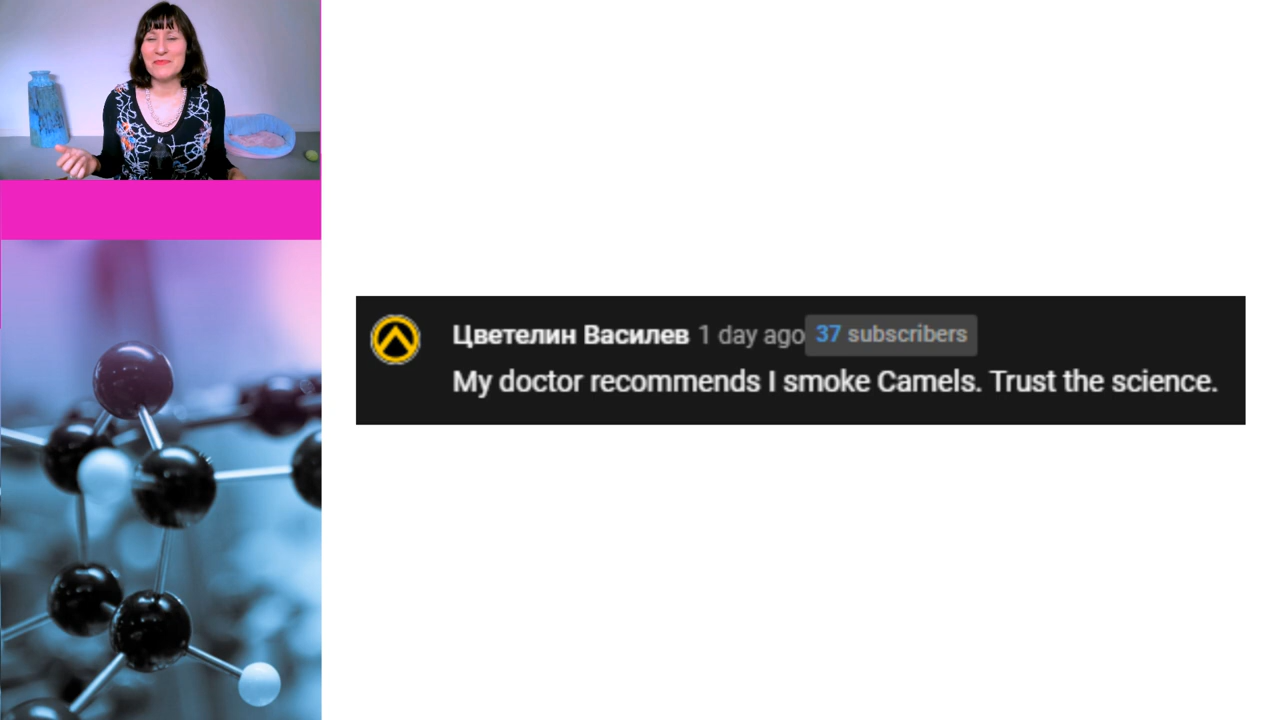 Цветелин Василев 1 day ago 37 subscribers
My doctor recommends I smoke Camels. Trust the science.